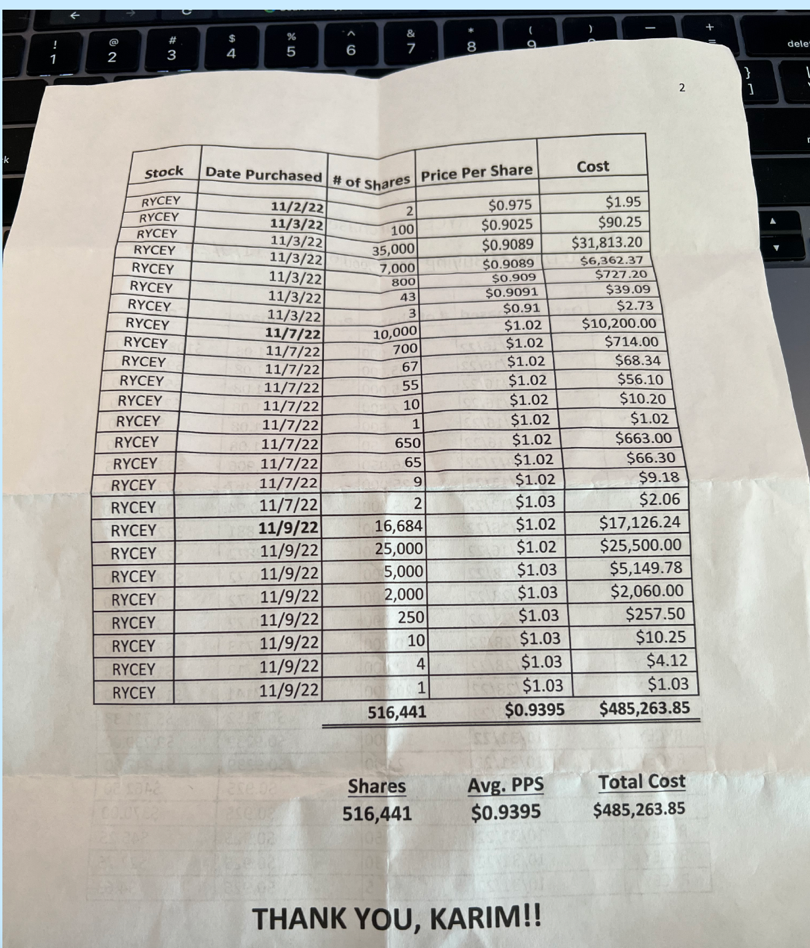 2
Stock Date Purchased # of Shares Price Per Share Cost
RYCEY 11/2/22 2 $0.975 $1.95
RYCEY 11/3/22 100 $0.9025 $90.25
RYCEY 11/3/22 35,000 $0.9089 $31,813.20
RYCEY 11/3/22 7,000 $0.9089 $6,362.37
RYCEY 11/3/22 800 $0.909 $727.20
RYCEY 11/3/22 43 $0.9091 $39.09
RYCEY 11/3/22 3 $0.91 $2.73
RYCEY 11/7/22 10,000 $1.02 $10,200.00
RYCEY 11/7/22 700 $1.02 $714.00
RYCEY 11/7/22 67 $1.02 $68.34
RYCEY 11/7/22 55 $1.02 $56.10
RYCEY 11/7/22 10 $1.02 $10.20
RYCEY 11/7/22 1 $1.02 $1.02
RYCEY 11/7/22 650 $1.02 $663.00
RYCEY 11/7/22 65 $1.02 $66.30
RYCEY 11/7/22 9 $1.02 $9.18
RYCEY 11/7/22 2 $1.03 $2.06
RYCEY 11/9/22 16,684 $1.02 $17,126.24
RYCEY 11/9/22 25,000 $1.02 $25,500.00
RYCEY 11/9/22 5,000 $1.03 $5,149.78
RYCEY 11/9/22 2,000 $1.03 $2,060.00
RYCEY 11/9/22 250 $1.03 $257.50
RYCEY 11/9/22 10 $1.03 $10.25
RYCEY 11/9/22 4 $1.03 $4.12
RYCEY 11/9/22 1 $1.03 $1.03
516,441 $0.9395 $485,263.85
Shares Avg. PPS Total Cost
516,441 $0.9395 $485,263.85
THANK YOU, KARIM!!